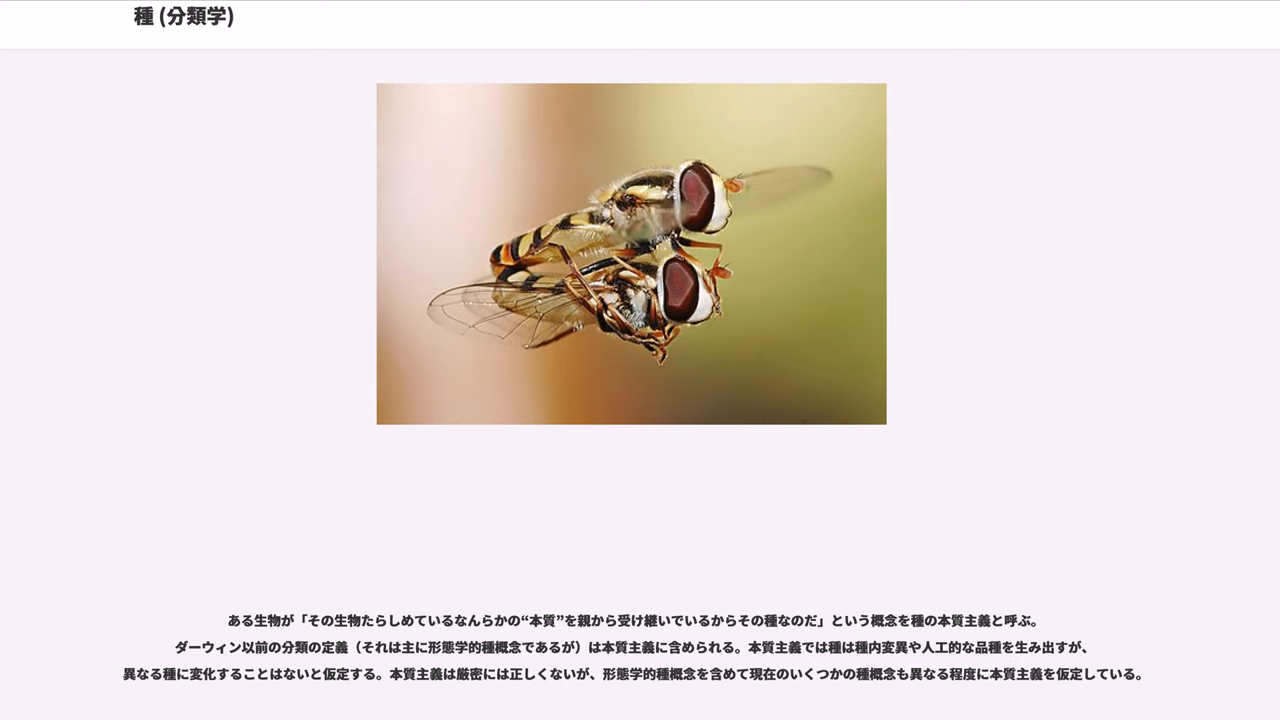 種 (分類学)
ある生物が「その生物たらしめているなんらかの“本質”を親から受け継いでいるからその種なのだ」という概念を種の本質主義と呼ぶ。
ダーウィン以前の分類の定義（それは主に形態学的種概念であるが）は本質主義に含められる。本質主義では種は種内変異や人工的な品種を生み出すが、
異なる種に変化することはないと仮定する。本質主義は厳密には正しくないが、形態学的種概念を含めて現在のいくつかの種概念も異なる程度に本質主義を仮定している。